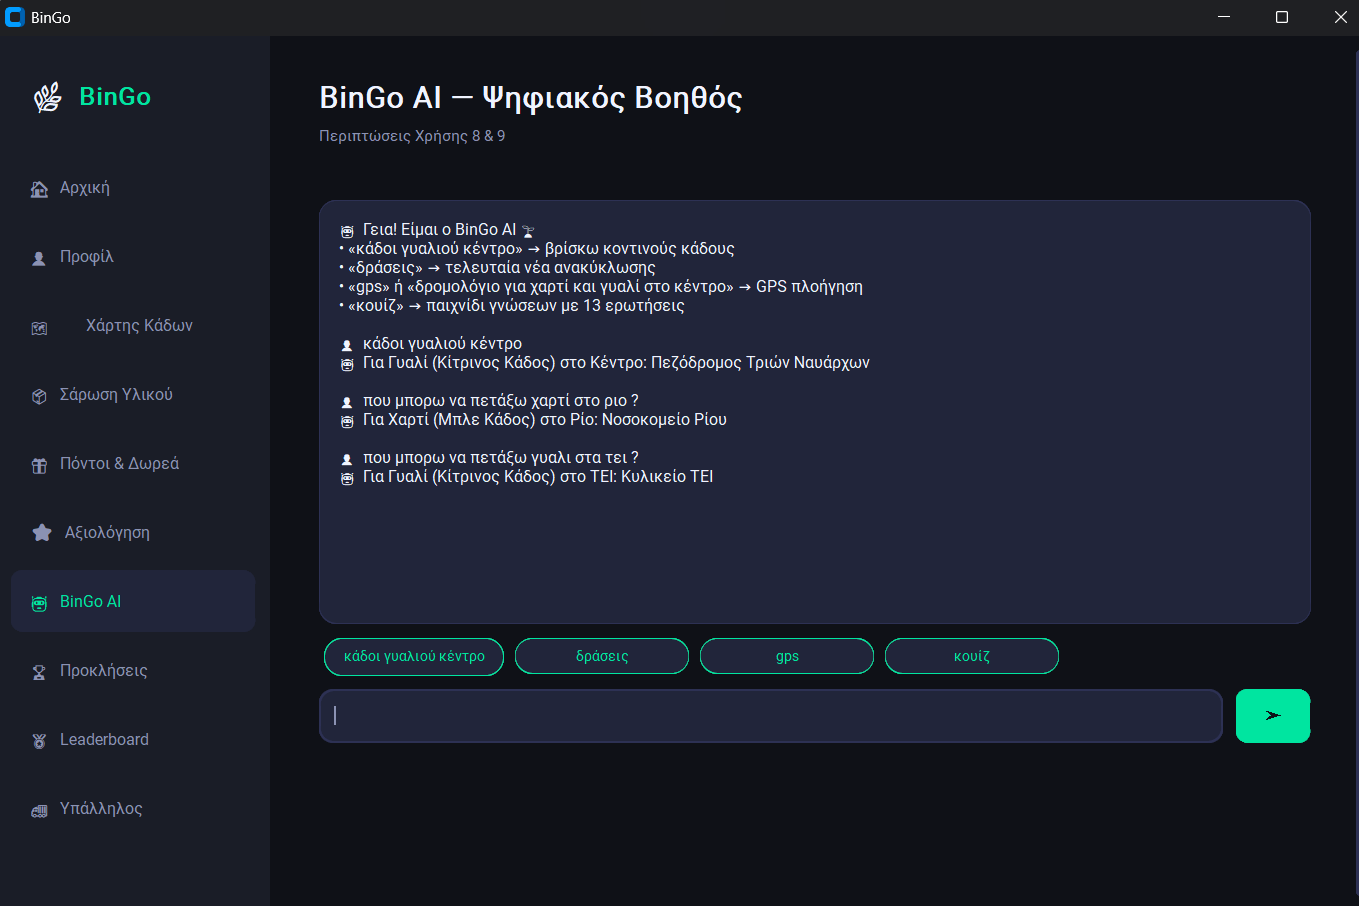 BinGo
BinGo
Αρχική
Προφίλ
Χάρτης Κάδων
Σάρωση Υλικού
Πόντοι & Δωρεά
Αξιολόγηση
BinGo AI
Προκλήσεις
Leaderboard
Υπάλληλος
BinGo AI — Ψηφιακός Βοηθός
Περιπτώσεις Χρήσης 8 & 9
Γεια! Είμαι ο BinGo AI
• «κάδοι γυαλιού κέντρο» → βρίσκω κοντινούς κάδους
• «δράσεις» → τελευταία νέα ανακύκλωσης
• «gps» ή «δρομολόγιο για χαρτί και γυαλί στο κέντρο» → GPS πλοήγηση
• «κουίζ» → παιχνίδι γνώσεων με 13 ερωτήσεις
κάδοι γυαλιού κέντρο
Για Γυαλί (Κίτρινος Κάδος) στο Κέντρο: Πεζόδρομος Τριών Ναυάρχων
που μπορω να πετάξω χαρτί στο ριο ?
Για Χαρτί (Μπλε Κάδος) στο Ρίο: Νοσοκομείο Ρίου
που μπορω να πετάξω γυαλι στα τει ?
Για Γυαλί (Κίτρινος Κάδος) στο ΤΕΙ: Κυλικείο ΤΕΙ
κάδοι γυαλιού κέντρο
δράσεις
gps
κουίζ